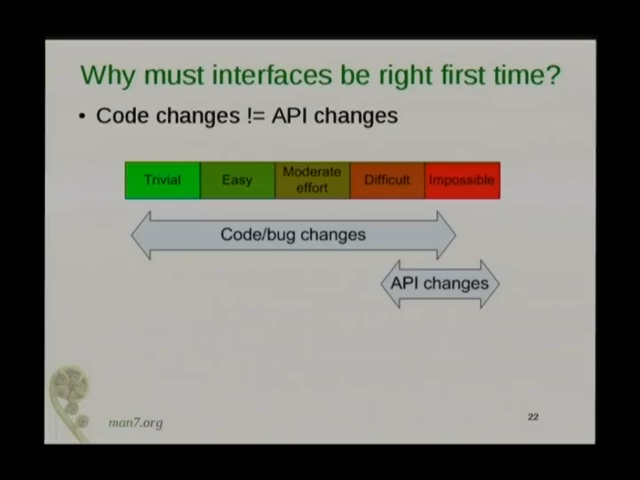 Why must interfaces be right first time?
• Code changes != API changes
Trivial
Easy
Moderate
effort
Difficult
Impossible
Code/bug changes
API changes
man7.org
22